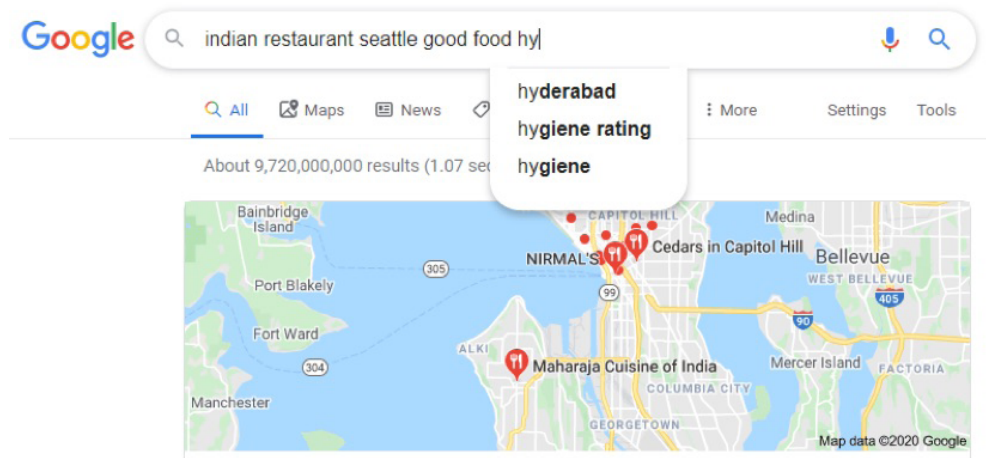 Google
indian restaurant seattle good food hy
hyderabad
hygiene rating
hygiene
All Maps News More Settings Tools
About 9,720,000,000 results (1.07 sec
Bainbridge
Island
CAPITOL HILL
Medina
Cedars in Capitol Hill
NIRMAL'S
Bellevue
305
WEST BELLEVUE
Port Blakely
99
405
90
Fort Ward
ALKI
304
Maharaja Cuisine of India
Mercer Island
FACTORIA
COLUMBIA CITY
Manchester
GEORGETOWN
Map data ©2020 Google